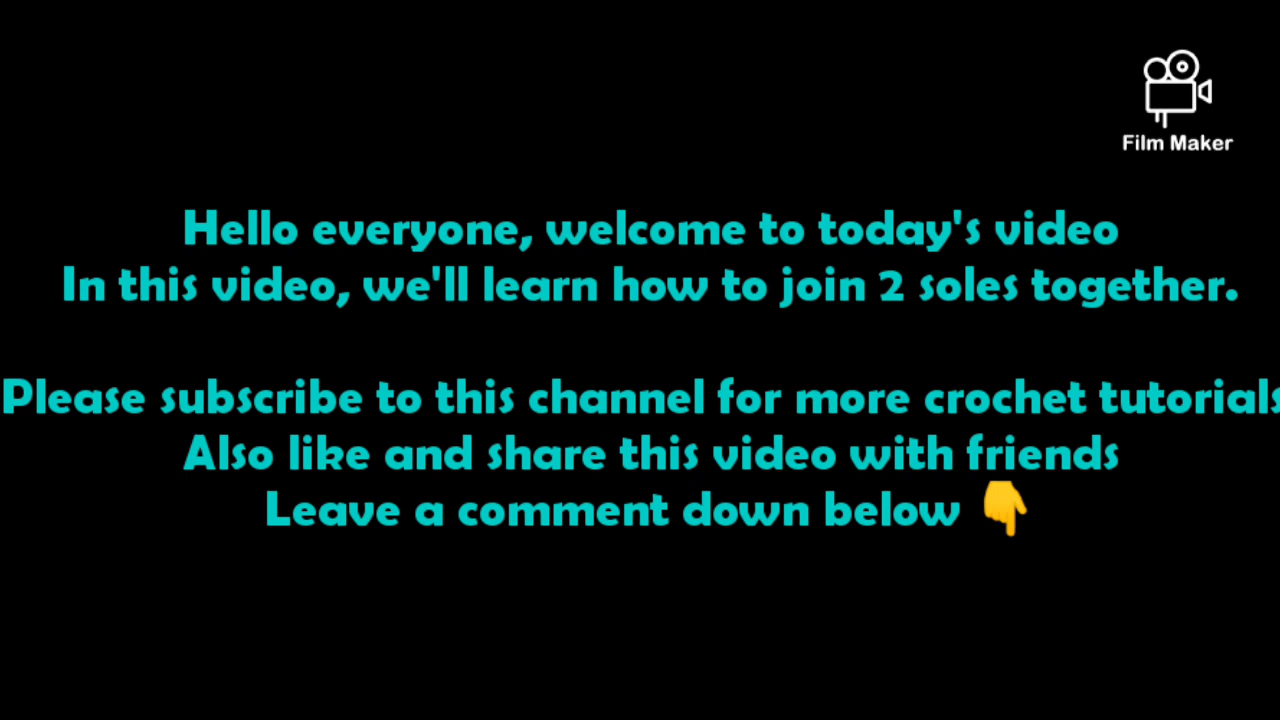 Film Maker
Hello everyone, welcome to today's video
In this video, we'll learn how to join 2 soles together.
Please subscribe to this channel for more crochet tutorials
Also like and share this video with friends
Leave a comment down below 👇